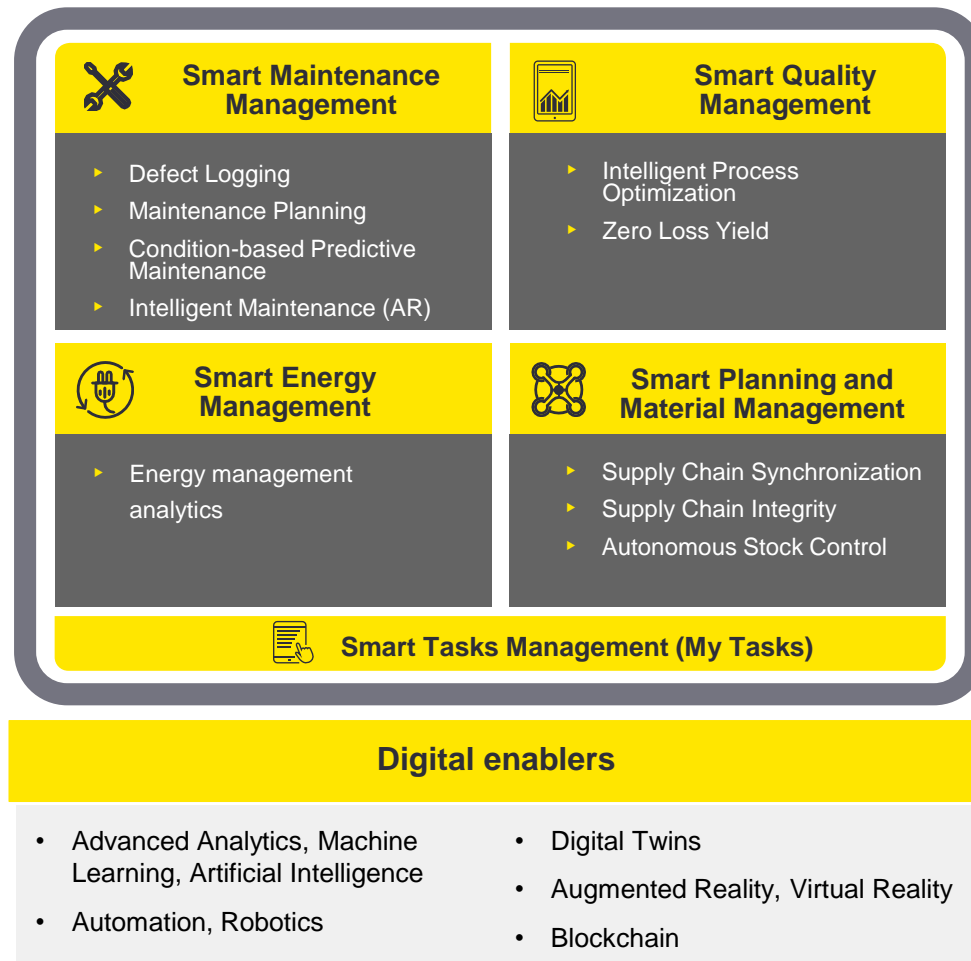 Smart Maintenance
Management
Defect Logging
Maintenance Planning
Condition-based Predictive
Maintenance
Intelligent Maintenance (AR)
Smart Quality
Management
Intelligent Process
Optimization
Zero Loss Yield
Smart Energy
Management
Energy management
analytics
Smart Planning and
Material Management
Supply Chain Synchronization
Supply Chain Integrity
Autonomous Stock Control
Smart Tasks Management (My Tasks)
Digital enablers
Advanced Analytics, Machine
Learning, Artificial Intelligence
Automation, Robotics
Digital Twins
Augmented Reality, Virtual Reality
Blockchain